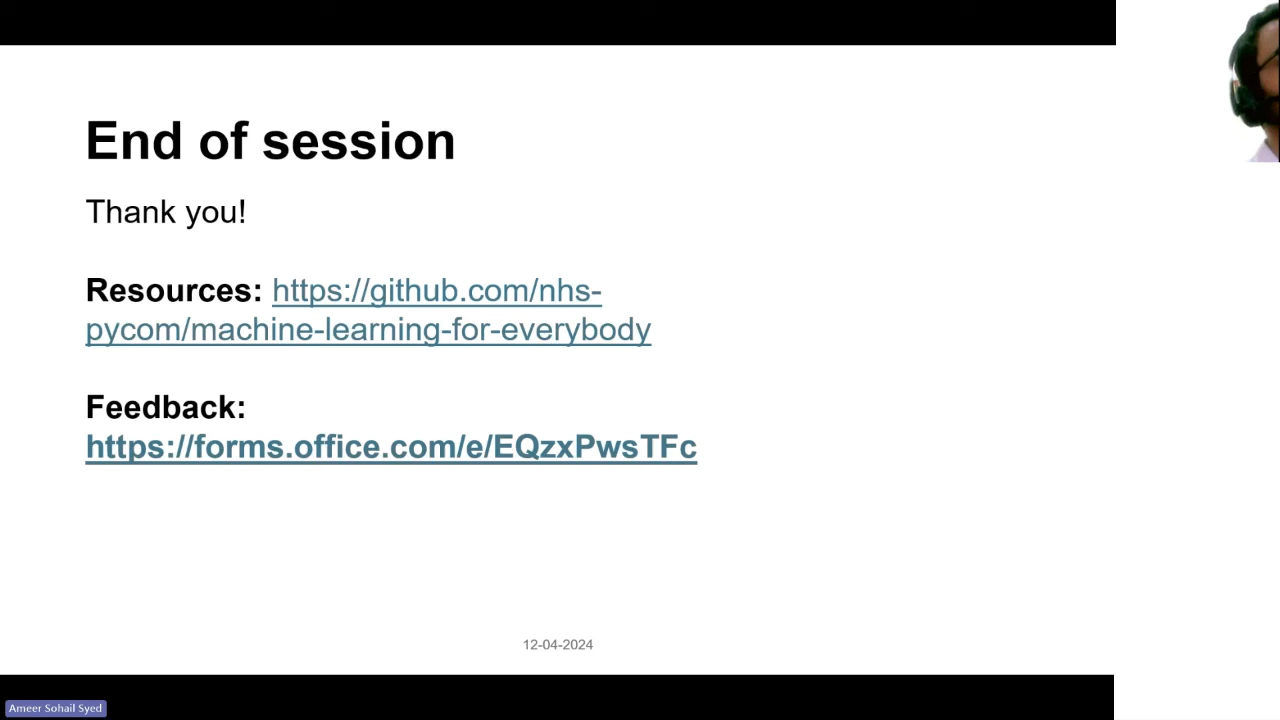 End of session
Thank you!
Resources: https://github.com/nhs-
pycom/machine-learning-for-everybody
Feedback:
https://forms.office.com/e/EQzxPwsTFc
12-04-2024
Ameer Sohail Syed